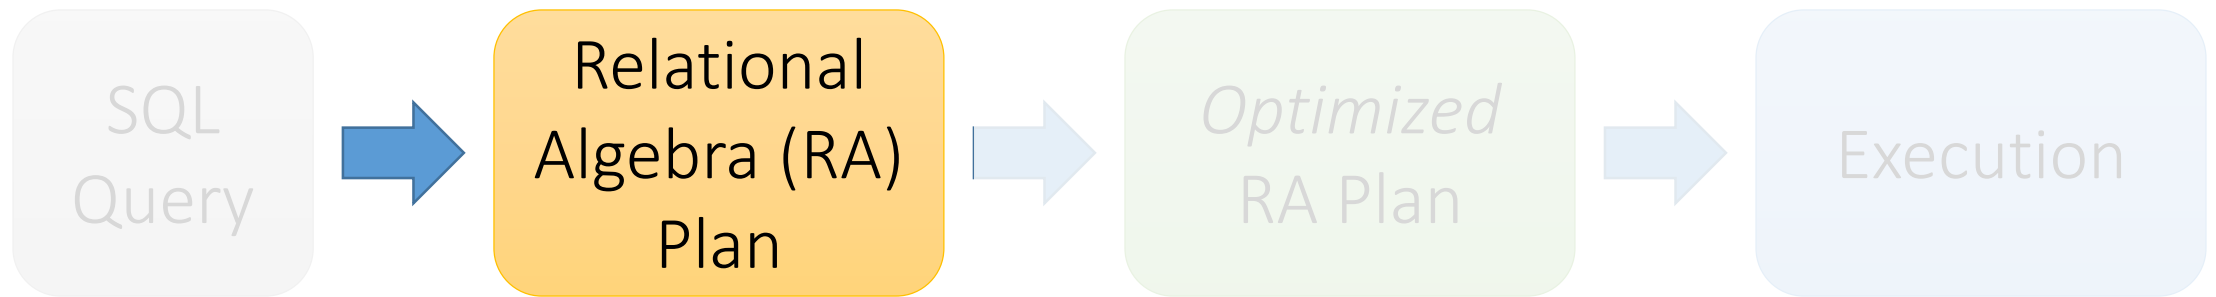 SQL
Query
Relational
Algebra (RA)
Plan
Optimized
RA Plan
Execution